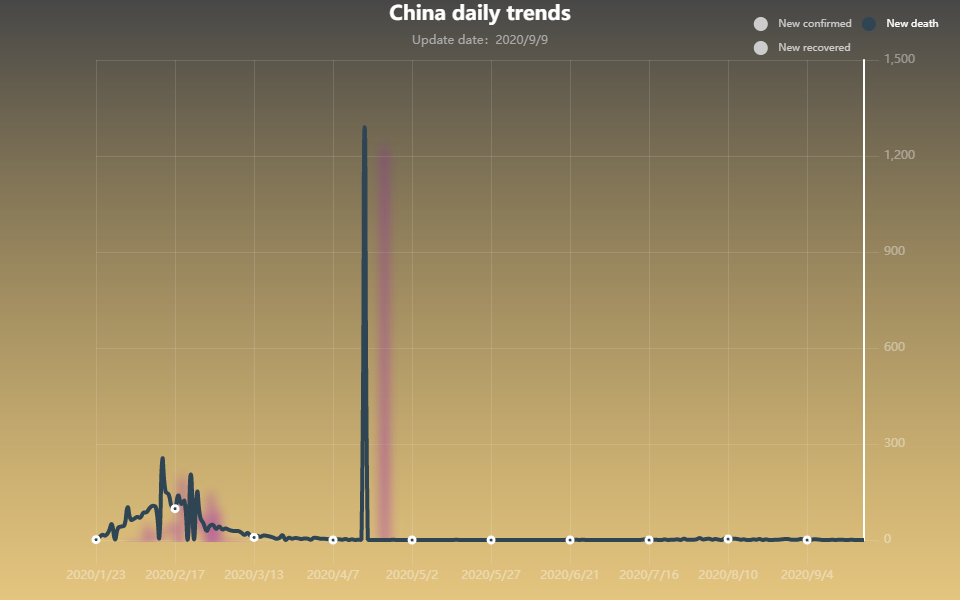 China daily trends
Update date: 2020/9/9
New confirmed
New death
New recovered
1,500
1,200
900
600
300
0
2020/1/23 2020/2/17 2020/3/13 2020/4/7 2020/5/2 2020/5/27 2020/6/21 2020/7/16 2020/8/10 2020/9/4